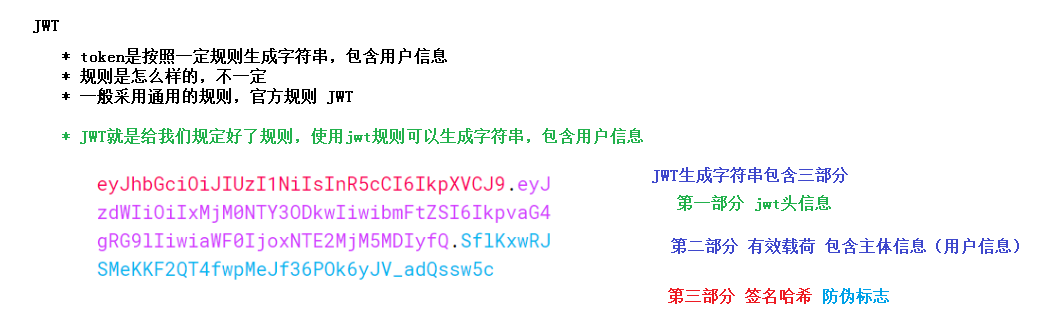 JWT
* token是按照一定规则生成字符串，包含用户信息
* 规则是怎么样的，不一定
* 一般采用通用的规则，官方规则 JWT
* JWT就是给我们规定好了规则，使用jwt规则可以生成字符串，包含用户信息
eyJhbGciOiJIUzI1NiIsInR5cCI6IkpXVCJ9.eyJ
zdWIiOiIxMjM0NTY3ODkwIiwibmFtZSI6IkpvaG4
gRG9lIiwiaWF0IjoxNTE2MjM5MDIyfQ.SflKxwRJ
SMeKKF2QT4fwpMeJf36POk6yJV_adQssw5c
JWT生成字符串包含三部分
第一部分 jwt头信息
第二部分 有效载荷 包含主体信息（用户信息）
第三部分 签名哈希 防伪标志